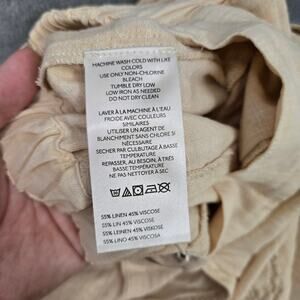 MACHINE WASH COLD WITH LIKE
COLORS
USE ONLY NON-CHLORINE
BLEACH
TUMBLE DRY LOW
LOW IRON AS NEEDED
DO NOT DRY CLEAN
LAVER À LA MACHINE À L'EAU
FROIDE AVEC COULEURS
SIMILAIRES
UTILISER UN AGENT DE
BLANCHIMENT SANS CHLORE SI
NÉCESSAIRE
SÉCHER PAR CULBUTAGE À BASSE
TEMPÉRATURE
REPASSER, AU BESOIN, À TRÈS
BASSE TEMPÉRATURE
NE PAS NETTOYER À SEC
55% LINEN 45% VISCOSE
55% LIN 45% VISCOSE
55% LEINEN 45% VISKOSE
55% LINO 45% VISCOSA